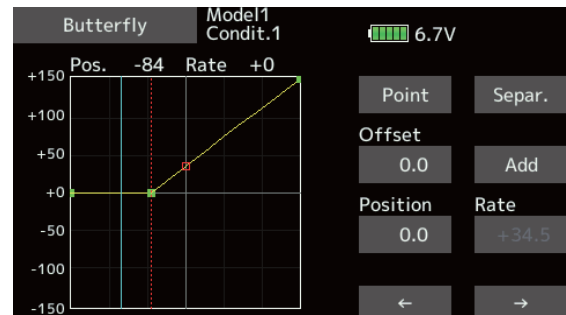 Butterfly
Model1
Condit.1
6.7V
Pos. -84 Rate +0
+150
+100
+50
+0
-50
-100
-150
Point
Separ.
Offset
0.0
Add
Position
Rate
0.0
+34.5
←
→